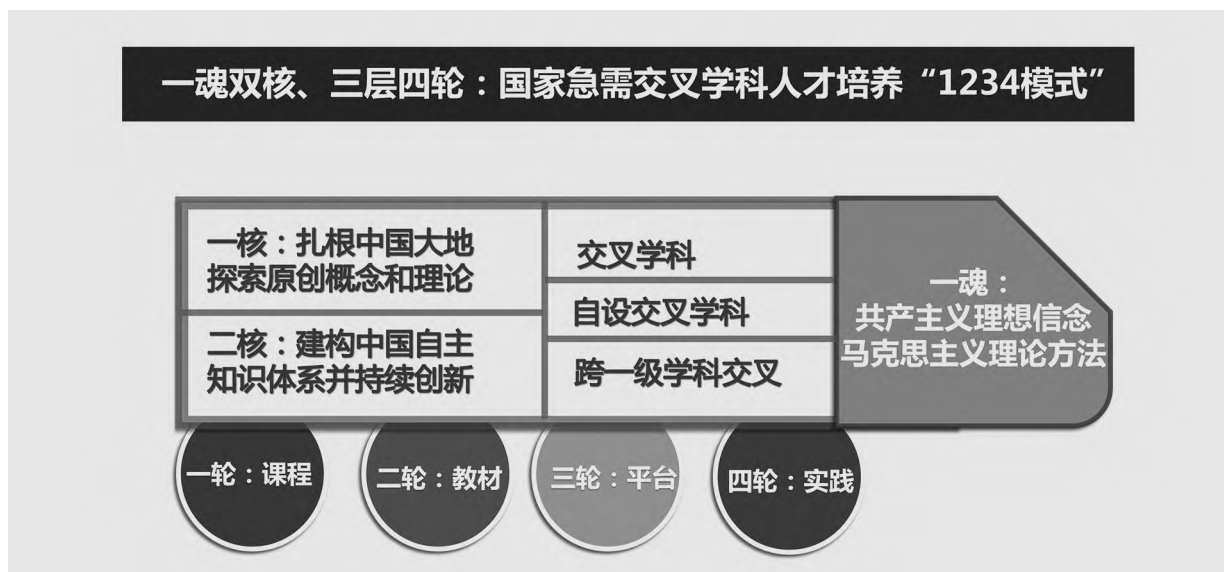 一魂双核、三层四轮：国家急需交叉学科人才培养“1234模式”
一核：扎根中国大地
探索原创概念和理论
二核：建构中国自主
知识体系并持续创新
交叉学科
自设交叉学科
跨一级学科交叉
一魂：
共产主义理想信念
马克思主义理论方法
一轮：课程
二轮：教材
三轮：平台
四轮：实践